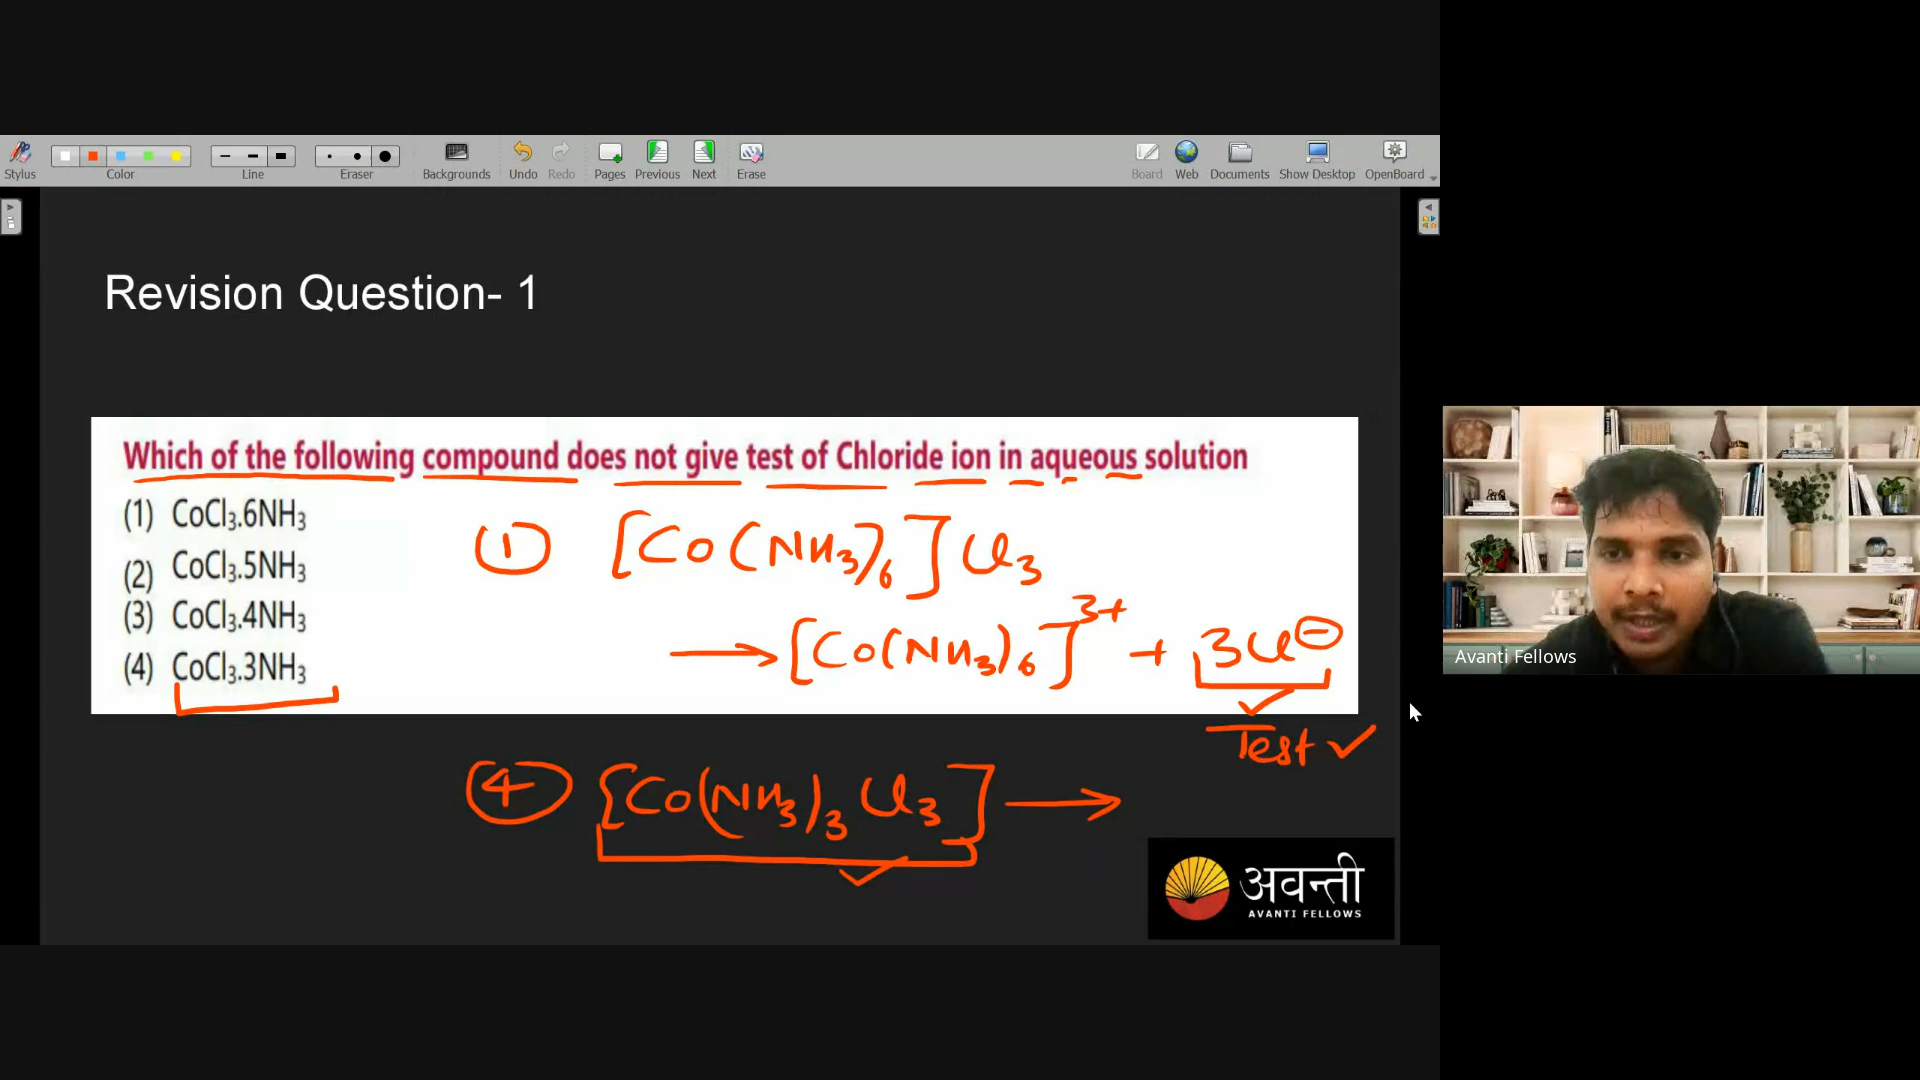 Stylus
Color
Line
Eraser
Backgrounds
Undo
Redo
Pages
Previous
Next
Erase
Board
Web
Documents
Show Desktop
OpenBoard
Revision Question- 1
Which of the following compound does not give test of Chloride ion in aqueous solution
(1) CoCl₃.6NH₃
(2) CoCl₃.5NH₃
(3) CoCl₃.4NH₃
(4) CoCl₃.3NH₃
① [Co(NH₃)₆]Cl₃
→ [Co(NH₃)₆]³⁺ + 3Cl⊖
Test ✓
④ [Co(NH₃)₃Cl₃] →
अवन्ती
AVANTI FELLOWS
Avanti Fellows